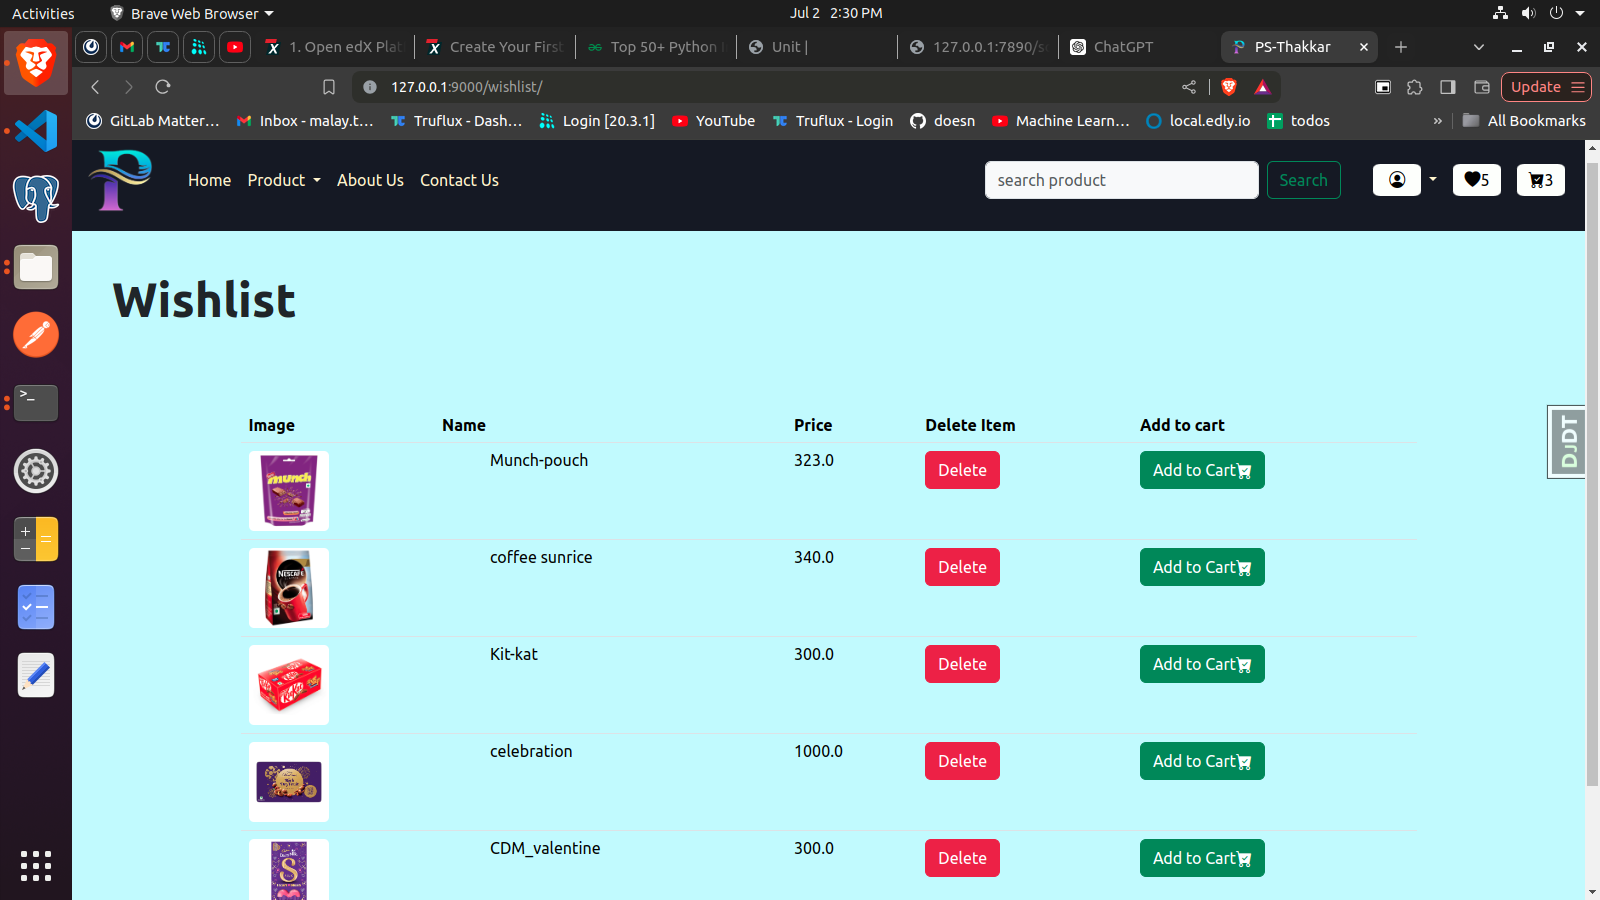 Activities
Brave Web Browser
Jul 2 2:30 PM
1. Open edX Plat
Create Your First
Top 50+ Python I
Unit |
127.0.0.1:7890/s
ChatGPT
PS-Thakkar
127.0.0.1:9000/wishlist/
Update
GitLab Matter...
Inbox - malay.t...
Truflux - Dash...
Login [20.3.1]
YouTube
Truflux - Login
doesn
Machine Learn...
local.edly.io
todos
»
All Bookmarks
Home
Product
About Us
Contact Us
search product
Search
5
3
Wishlist
Image Name Price Delete Item Add to cart
munch
Munch-pouch 323.0 Delete Add to Cart
NESCAFE
coffee sunrice 340.0 Delete Add to Cart
KitKat
Kit-kat 300.0 Delete Add to Cart
celebration 1000.0 Delete Add to Cart
CDM_valentine 300.0 Delete Add to Cart
DJDT